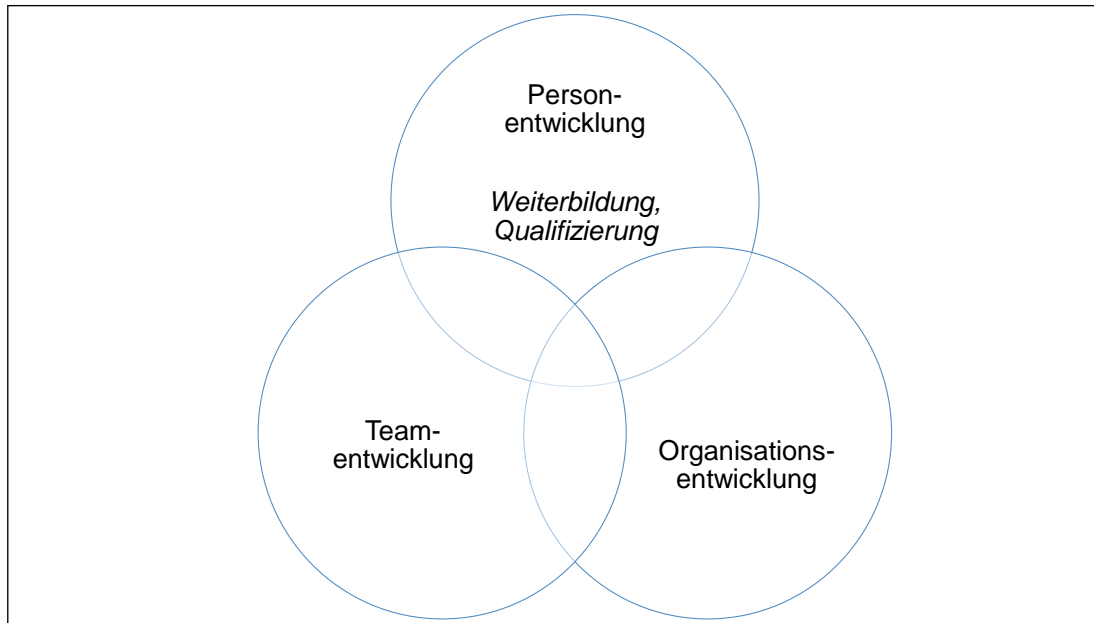 Person-
entwicklung
Weiterbildung,
Qualifizierung
Team-
entwicklung
Organisations-
entwicklung